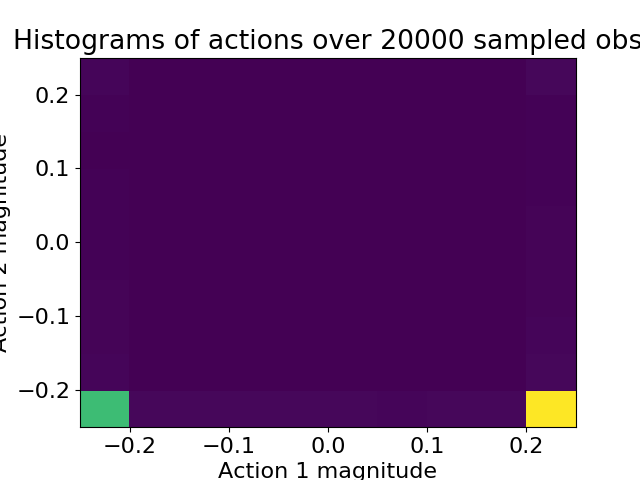 Histograms of actions over 20000 sampled obs
0.2
0.1
0.0
−0.1
−0.2
Action 2 magnitude
−0.2 −0.1 0.0 0.1 0.2
Action 1 magnitude